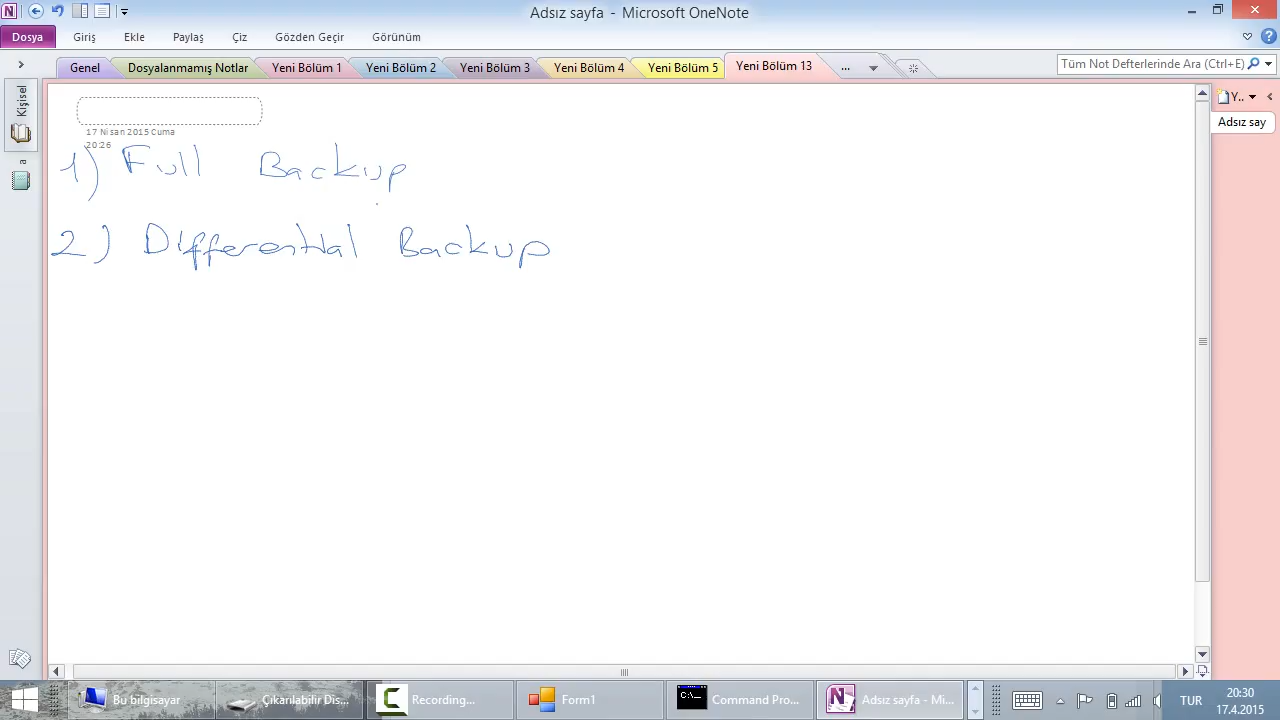 Adsız sayfa - Microsoft OneNote
Dosya Giriş Ekle Paylaş Çiz Gözden Geçir Görünüm
Genel Dosyalanmamış Notlar Yeni Bölüm 1 Yeni Bölüm 2 Yeni Bölüm 3 Yeni Bölüm 4 Yeni Bölüm 5 Yeni Bölüm 13 ... Tüm Not Defterlerinde Ara (Ctrl+E)
Kişisel
Y..
Adsız say
17 Nisan 2015 Cuma
20:26
1) Full Backup
2) Differential Backup
Bu bilgisayar Çıkarılabilir Dis... Recording... Form1 C:\. Command Pro... Adsız sayfa - Mi... TUR 20:30
17.4.2015